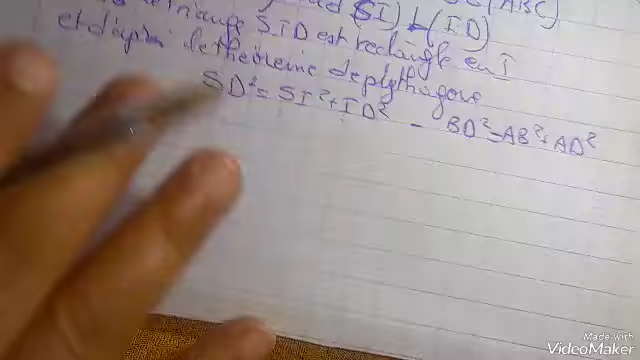 (SI) ⊥ (ID)
triangle SID est rectangle en I
et d'après le théorème de pythagore
SD² = SI² + ID² - BD² = AB² + AD²
Made with
VideoMaker